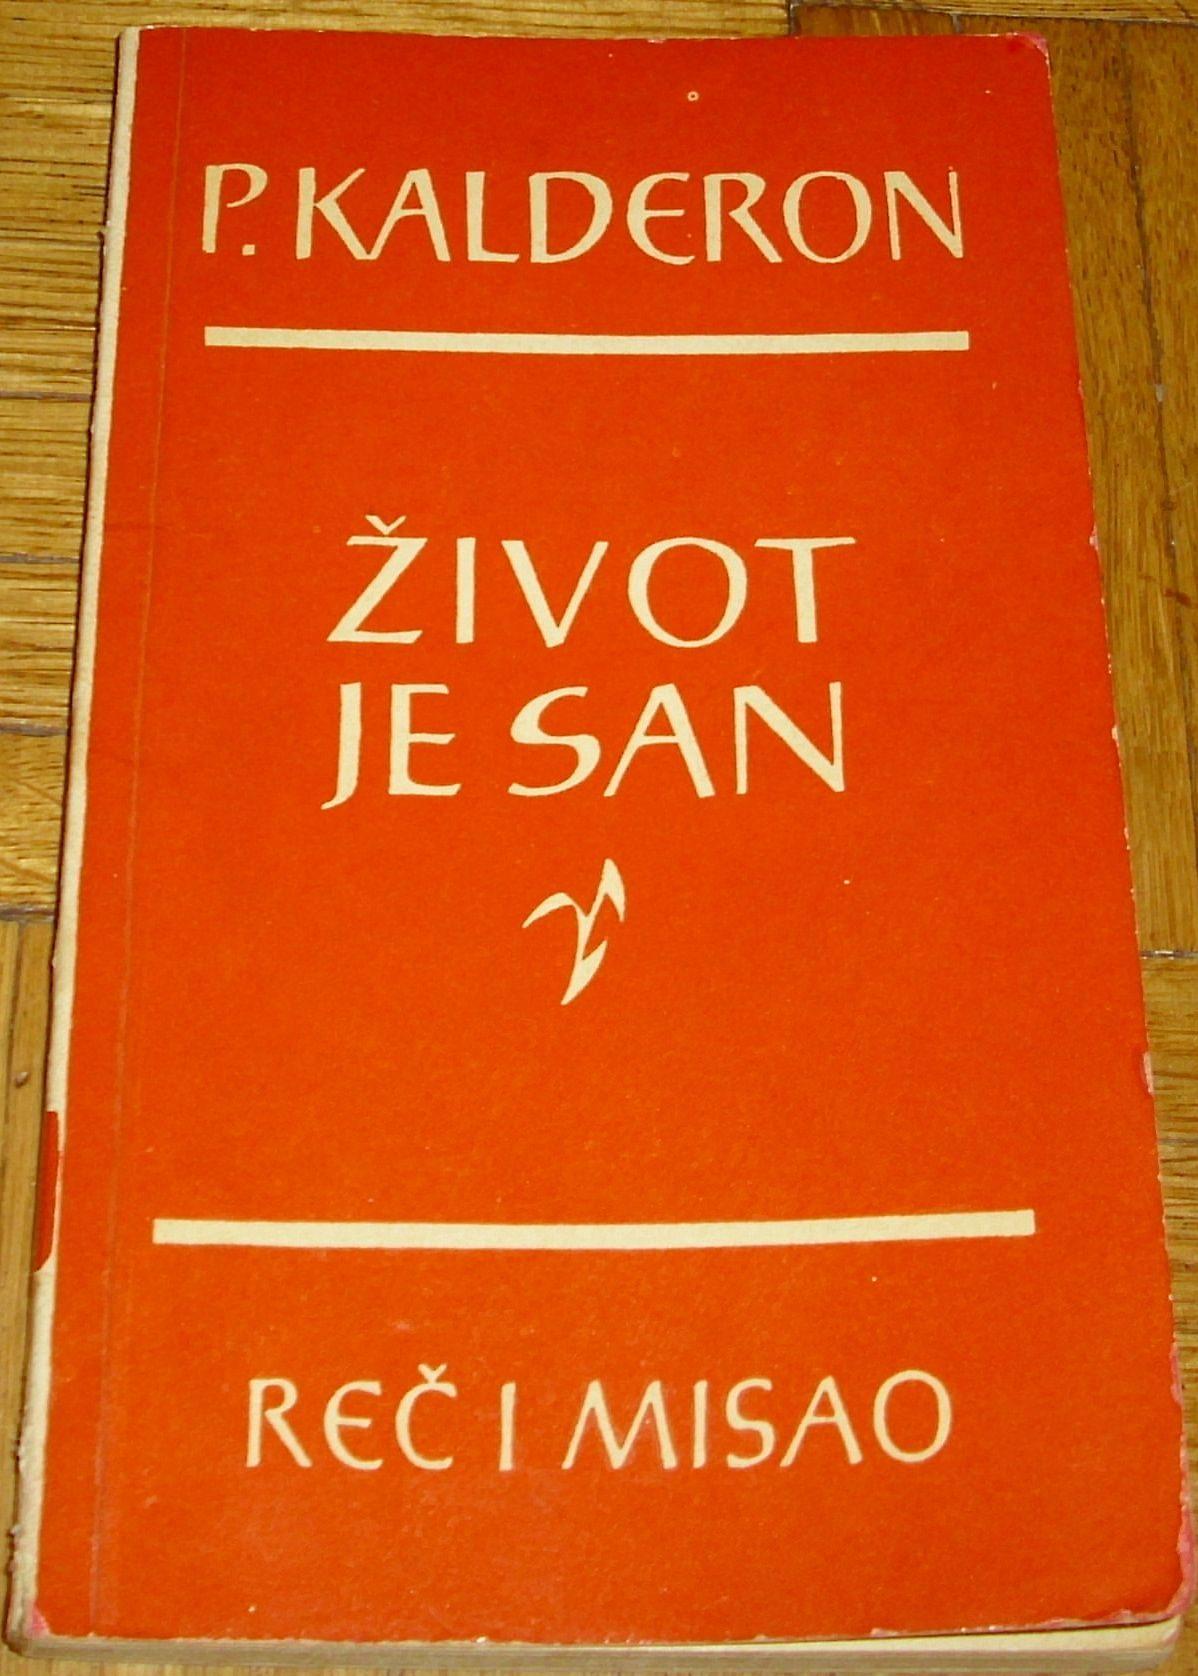 P. KALDERON
ŽIVOT
JE SAN
REČ I MISAO